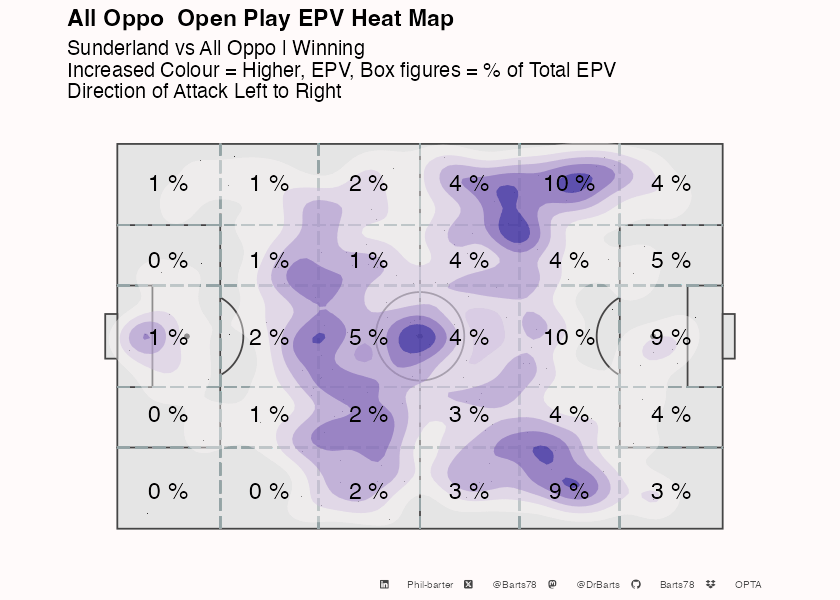 All Oppo  Open Play EPV Heat Map
Sunderland vs All Oppo | Winning
Increased Colour = Higher, EPV, Box figures = % of Total EPV
Direction of Attack Left to Right
1 % 1 % 2 % 4 % 10 % 4 %
0 % 1 % 1 % 4 % 4 % 5 %
1 % 2 % 5 % 4 % 10 % 9 %
0 % 1 % 2 % 3 % 4 % 4 %
0 % 0 % 2 % 3 % 9 % 3 %
Phil-barter @Barts78 @DrBarts Barts78 OPTA